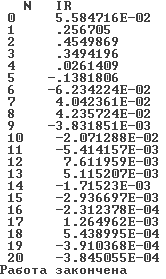 N IR
0 5.584716E-02
1 .256705
2 .4549869
3 .3494196
4 .0261409
5 -.1381806
6 -6.234224E-02
7 4.042361E-02
8 4.235724E-02
9 -3.831851E-03
10 -2.071288E-02
11 -5.414157E-03
12 7.611959E-03
13 5.115207E-03
14 -1.71523E-03
15 -2.936697E-03
16 -2.312378E-04
17 1.264962E-03
18 5.438995E-04
19 -3.910368E-04
20 -3.845055E-04
Работа закончена